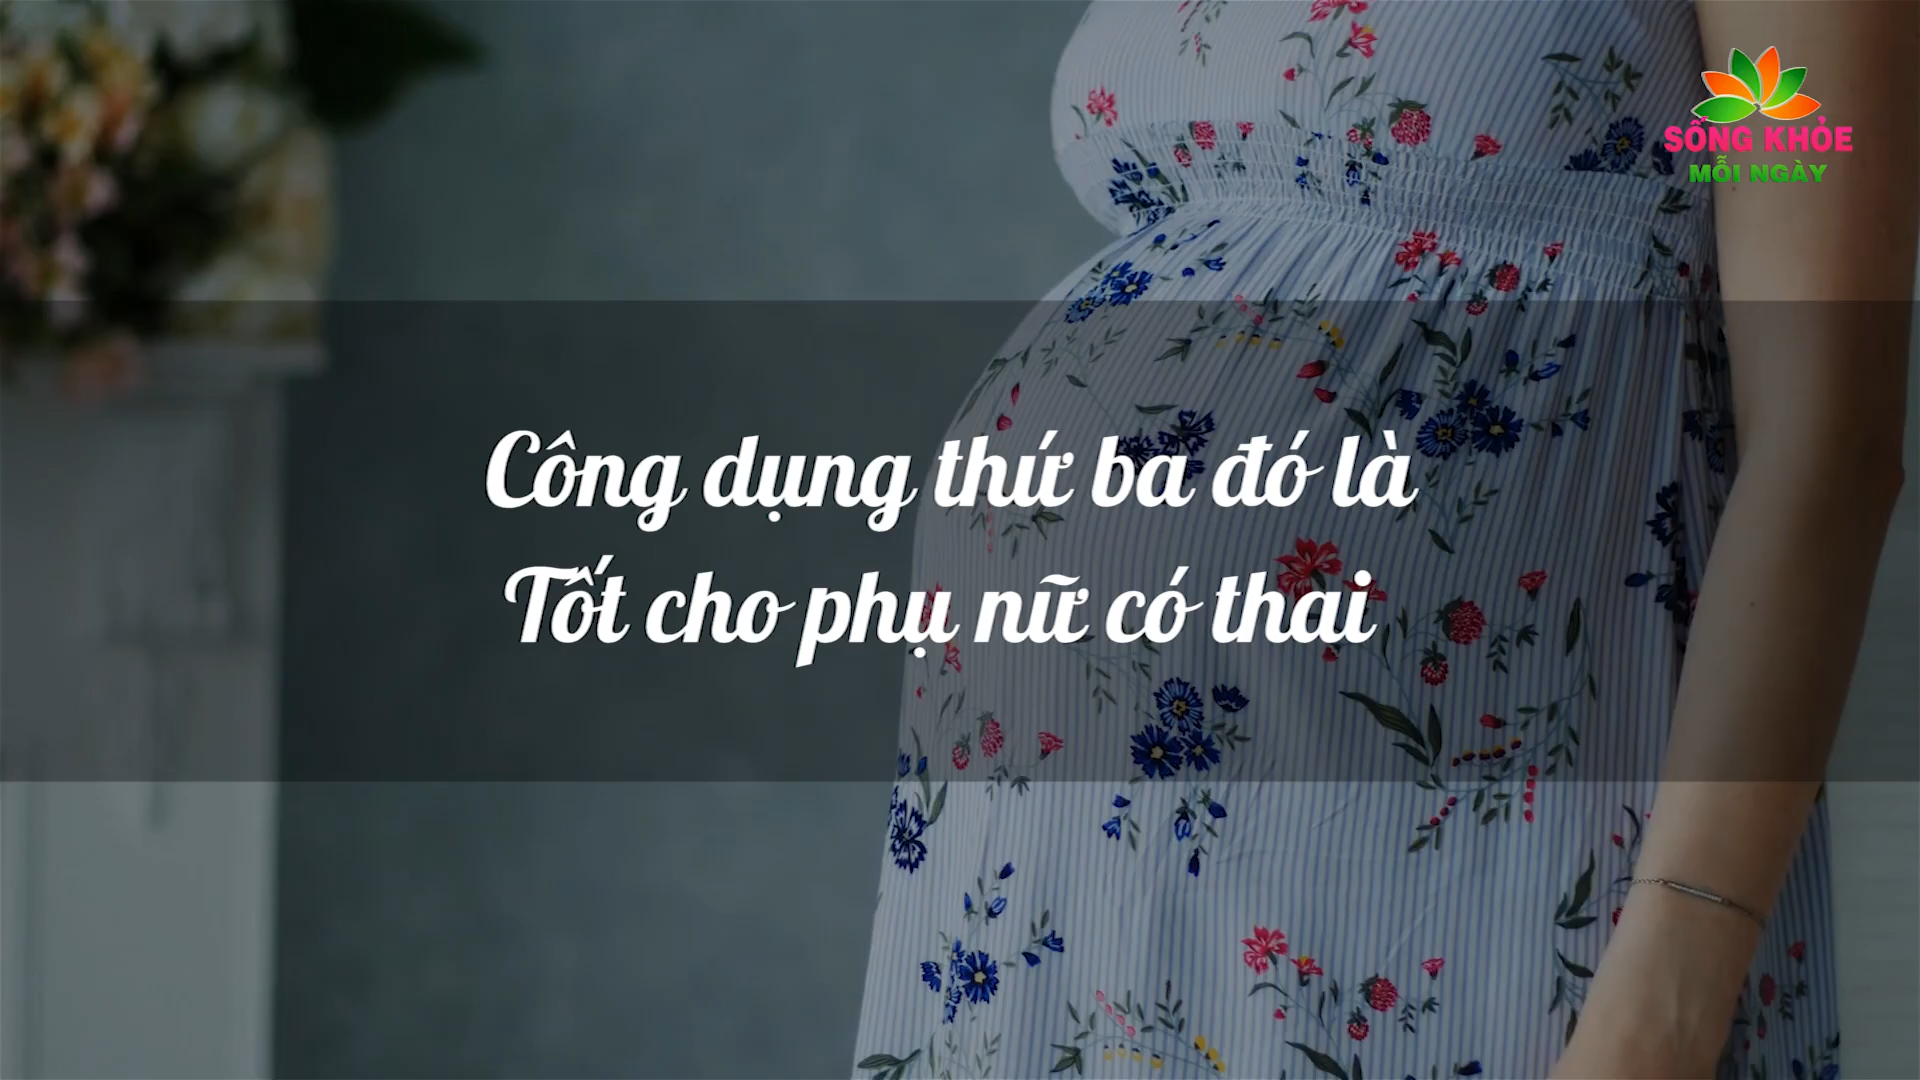 SỐNG KHỎE
MỖI NGÀY
Công dụng thứ ba đó là
Tốt cho phụ nữ có thai